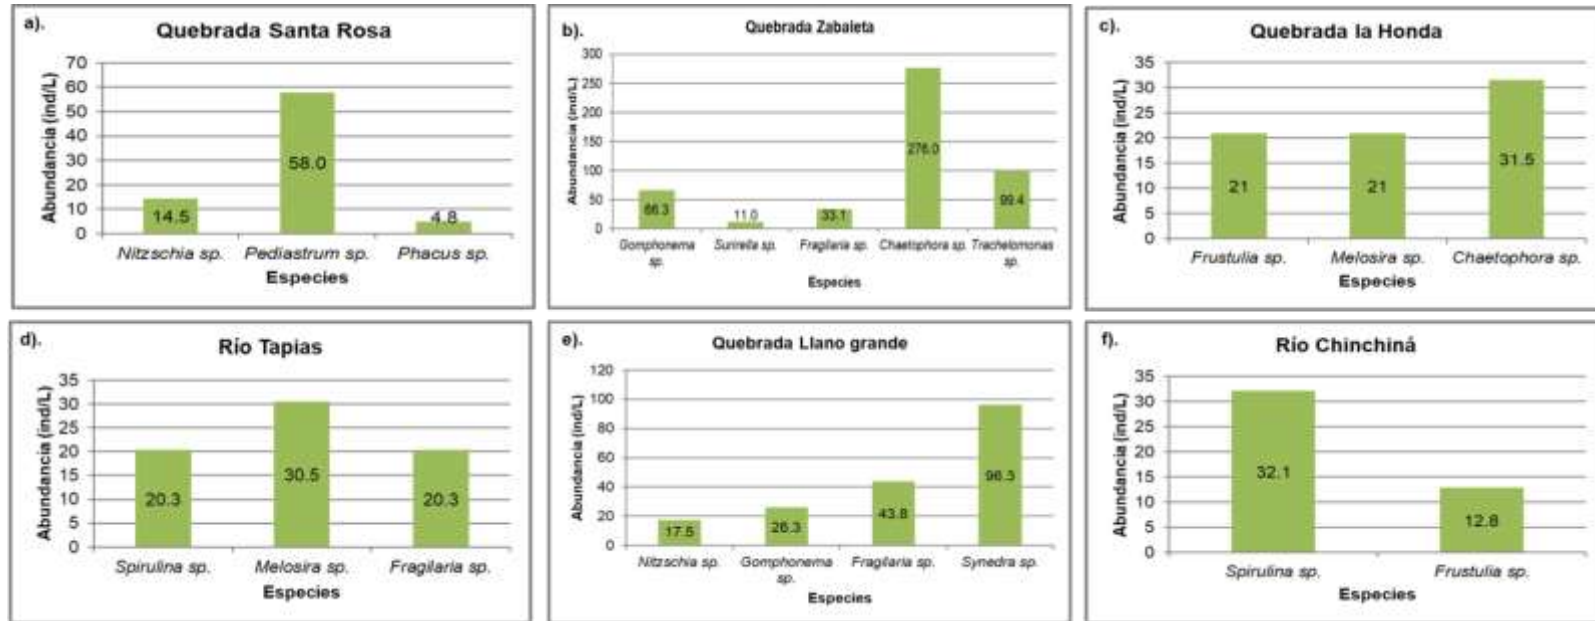 a).
Quebrada Santa Rosa
Abundancia (ind/L)
70
60
50
40
30
20
10
0
14.5
58.0
4.8
Nitzschia sp. Pediastrum sp. Phacus sp.
Especies
b).
Quebrada Zabaleta
Abundancia (ind/L)
300
250
200
150
100
50
0
66.3
11.0
33.1
276.0
99.4
Gomphonema Surirella sp. Fragilaria sp. Chaetophora sp. Trachelomonas
sp. sp.
Especies
c).
Quebrada la Honda
Abundancia (ind/L)
35
30
25
20
15
10
5
0
21
21
31.5
Frustulia sp. Melosira sp. Chaetophora sp.
Especies
d).
Río Tapias
Abundancia (ind/L)
35
30
25
20
15
10
5
0
20.3
30.5
20.3
Spirulina sp. Melosira sp. Fragilaria sp.
Especies
e).
Quebrada Llano grande
Abundancia (ind/L)
120
100
80
60
40
20
0
17.5
26.3
43.8
96.3
Nitzschia sp. Gomphonema Fragilaria sp. Synedra sp.
sp.
Especies
f).
Río Chinchiná
Abundancia (ind/L)
35
30
25
20
15
10
5
0
32.1
12.8
Spirulina sp. Frustulia sp.
Especies